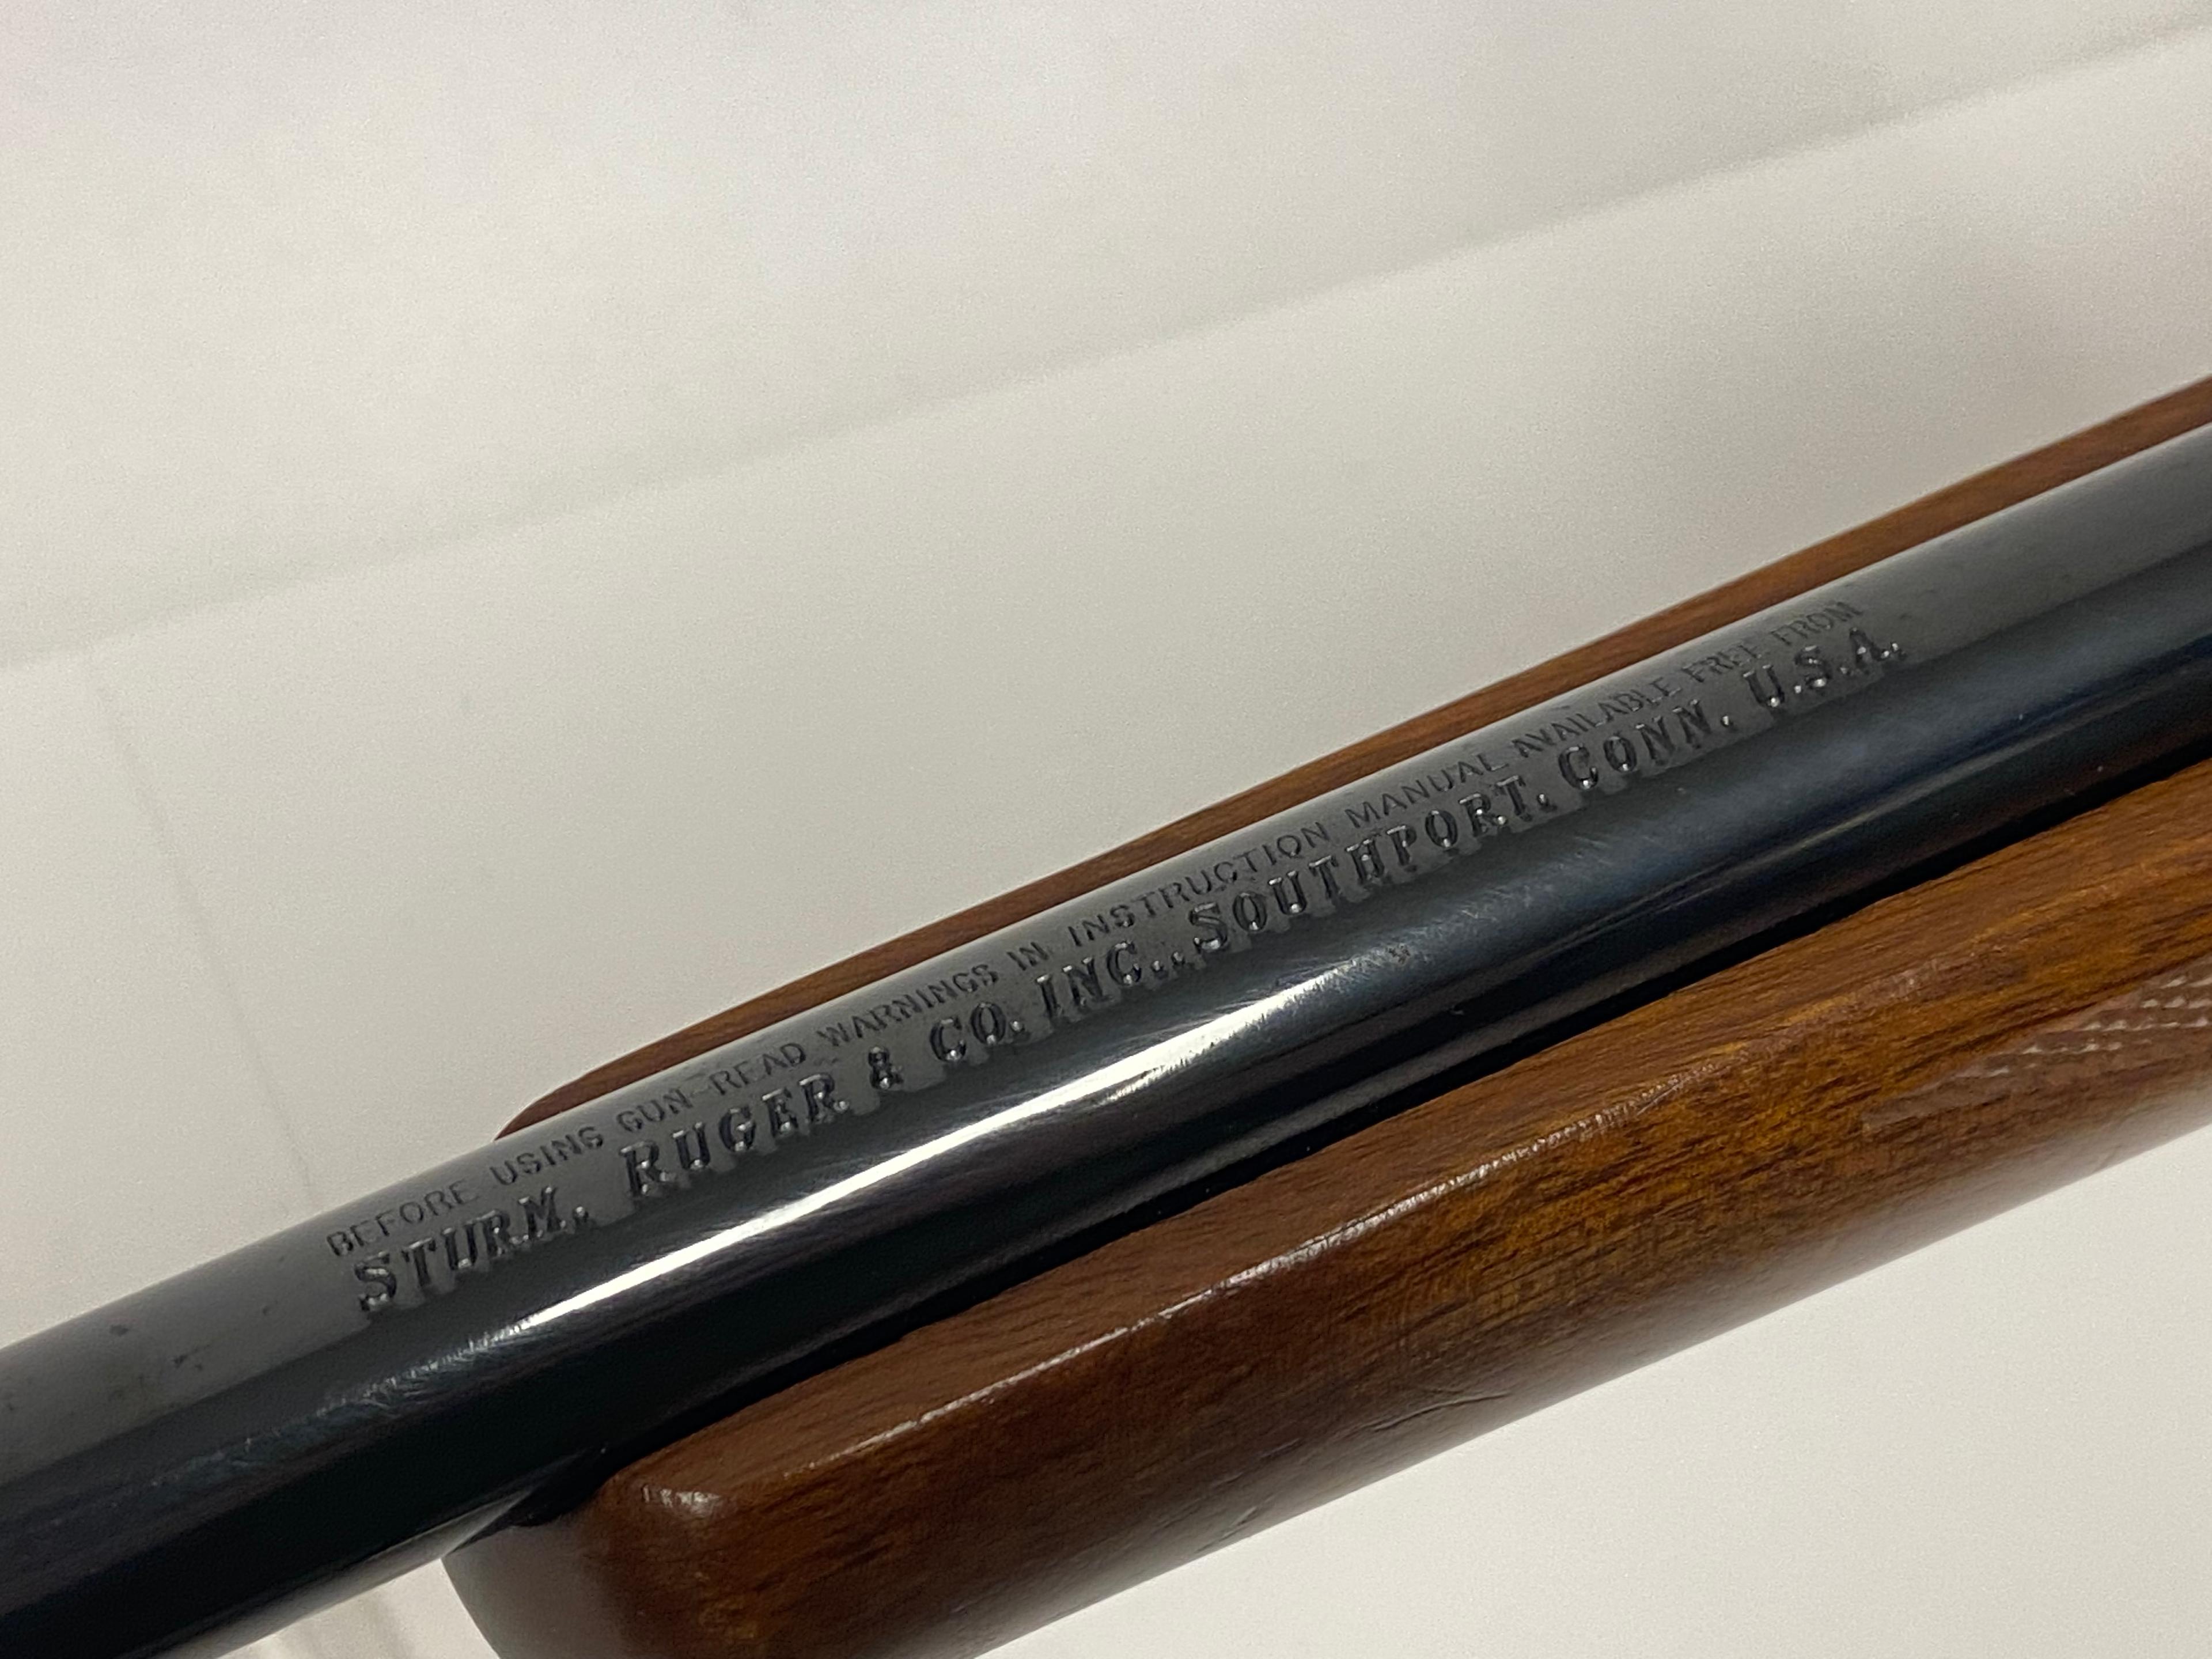 BEFORE USING GUN-READ WARNINGS IN INSTRUCTION MANUAL AVAILABLE FREE FROM
STURM, RUGER & CO. INC., SOUTHPORT, CONN. U.S.A.